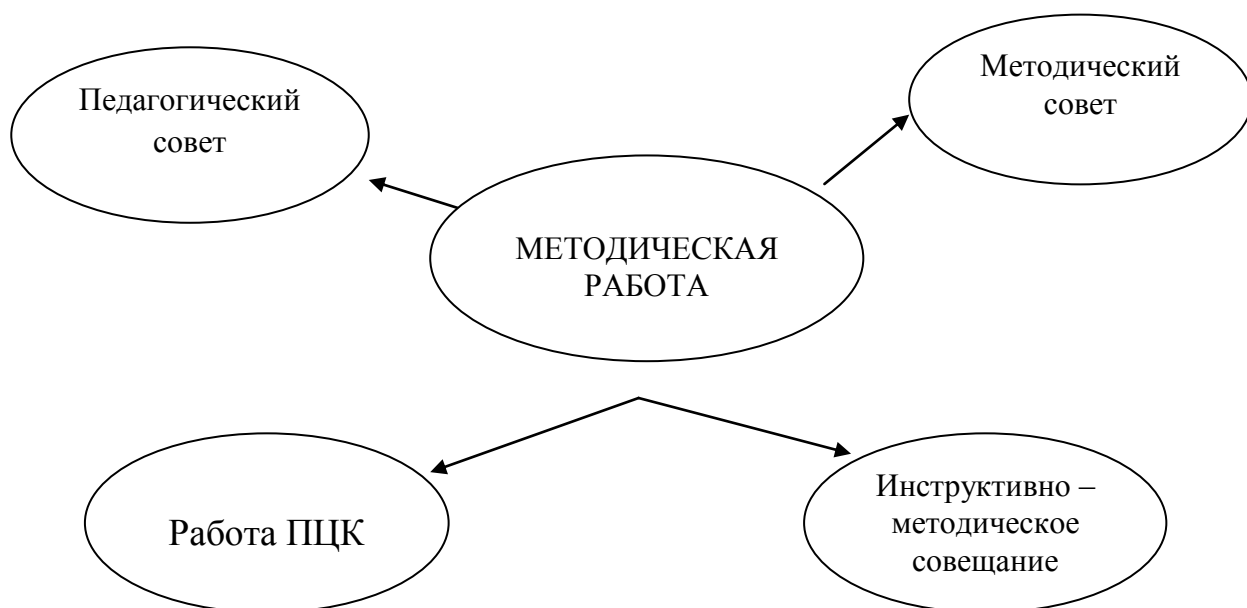 Педагогический
совет
Методический
совет
МЕТОДИЧЕСКАЯ
РАБОТА
Работа ПЦК
Инструктивно –
методическое
совещание